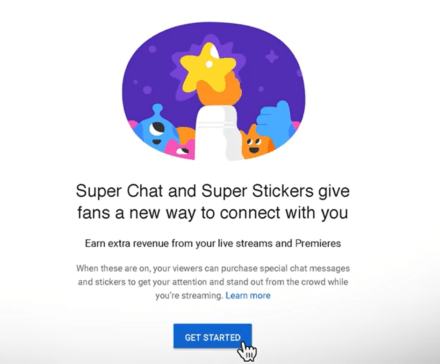 Super Chat and Super Stickers give
fans a new way to connect with you
Earn extra revenue from your live streams and Premieres
When these are on, your viewers can purchase special chat messages
and stickers to get your attention and stand out from the crowd while
you're streaming. Learn more
GET STARTED